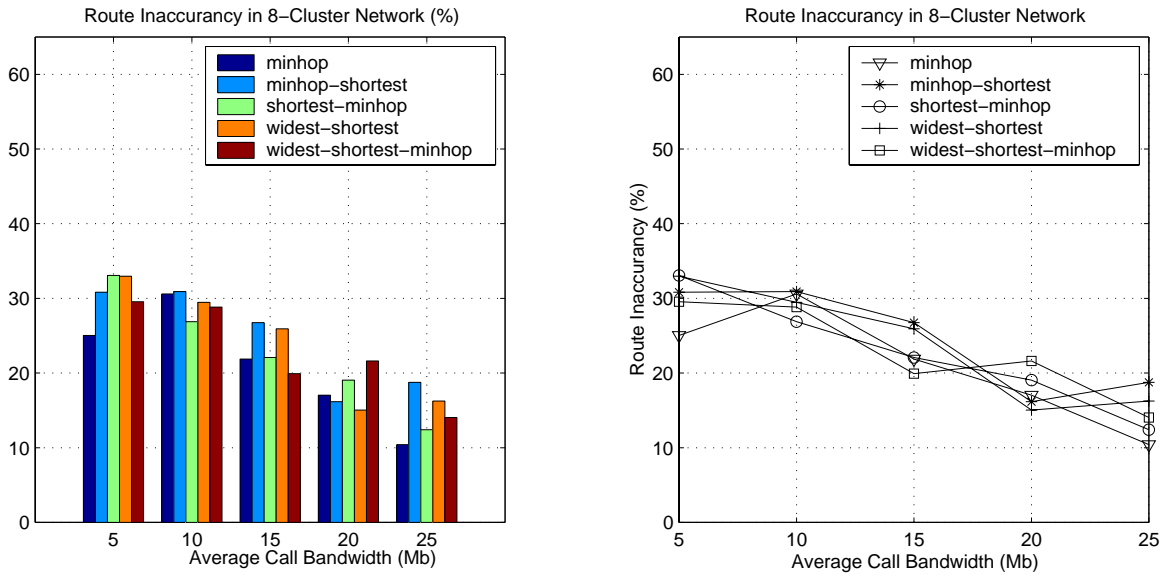 Route Inaccurancy in 8−Cluster Network (%)
minhop
minhop−shortest
shortest−minhop
widest−shortest
widest−shortest−minhop
60
50
40
30
20
10
0
5 10 15 20 25
Average Call Bandwidth (Mb)
Route Inaccurancy in 8−Cluster Network
minhop
minhop−shortest
shortest−minhop
widest−shortest
widest−shortest−minhop
Route Inaccurancy (%)
60
50
40
30
20
10
0
5 10 15 20 25
Average Call Bandwidth (Mb)